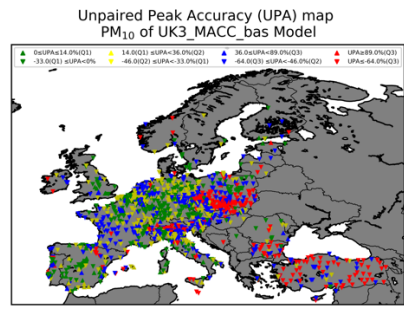 Unpaired Peak Accuracy (UPA) map
PM₁₀ of UK3_MACC_bas Model
0≤UPA≤14.0%(Q1) 14.0(Q1) ≤UPA<36.0%(Q2) 36.0≤UPA<89.0%(Q3) UPA≥89.0%(Q3)
-33.0(Q1) ≤UPA<0% -46.0(Q2) ≤UPA<-33.0%(Q1) -64.0(Q3) ≤UPA<-46.0%(Q2) UPA≤-64.0%(Q3)